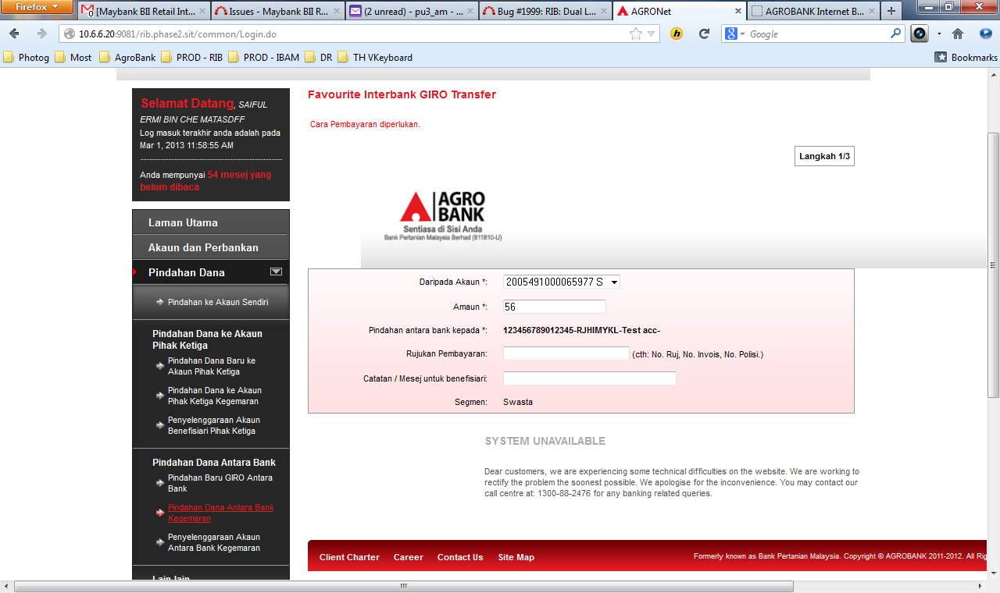 Firefox
[Maybank BII Retail Int...
Issues - Maybank BII R...
(2 unread) - pu3_am - ...
Bug #1999: RIB: Dual L...
AGRONet
AGROBANK Internet B...
10.6.6.20:9081/rib.phase2.sit/common/Login.do
Google
Photog
Most
AgroBank
PROD - RIB
PROD - IBAM
DR
TH VKeyboard
Bookmarks
Selamat Datang, SAIFUL
ERMI BIN CHE MATASDFF
Log masuk terakhir anda adalah pada
Mar 1, 2013 11:58:55 AM
Anda mempunyai 54 mesej yang
belum dibaca
Laman Utama
Akaun dan Perbankan
Pindahan Dana
Pindahan ke Akaun Sendiri
Pindahan Dana ke Akaun
Pihak Ketiga
Pindahan Dana Baru ke
Akaun Pihak Ketiga
Pindahan Dana ke Akaun
Pihak Ketiga Kegemaran
Penyelenggaraan Akaun
Benefisiari Pihak Ketiga
Pindahan Dana Antara Bank
Pindahan Baru GIRO Antara
Bank
Pindahan Dana Antara Bank
Kegemaran
Penyelenggaraan Akaun
Antara Bank Kegemaran
Lain lain
Favourite Interbank GIRO Transfer
Cara Pembayaran diperlukan.
Langkah 1/3
AGRO
BANK
Sentiasa di Sisi Anda
Bank Pertanian Malaysia Berhad (811810-U)
Daripada Akaun *: 2005491000065977 S
Amaun *: 56
Pindahan antara bank kepada *: 123456789012345-RJHIMYKL-Test acc-
Rujukan Pembayaran: (cth: No. Ruj, No. Invois, No. Polisi.)
Catatan / Mesej untuk benefisiari:
Segmen: Swasta
SYSTEM UNAVAILABLE
Dear customers, we are experiencing some technical difficulties on the website. We are working to
rectify the problem the soonest possible. We apologise for the inconvenience. You may contact our
call centre at: 1300-88-2476 for any banking related queries.
Client Charter Career Contact Us Site Map
Formerly known as Bank Pertanian Malaysia. Copyright © AGROBANK 2011-2012. All Rig